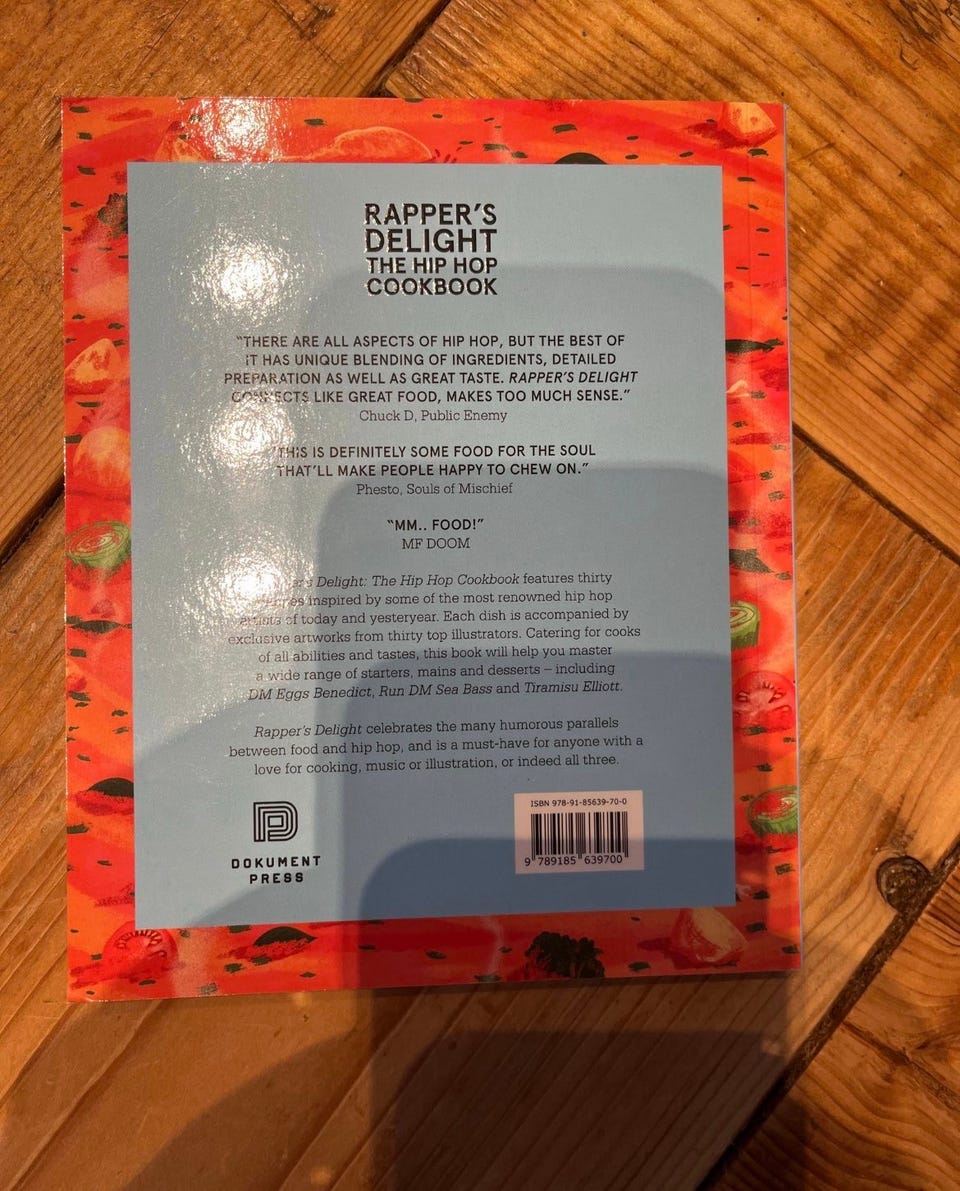 RAPPER'S
DELIGHT
THE HIP HOP
COOKBOOK
"THERE ARE ALL ASPECTS OF HIP HOP, BUT THE BEST OF
IT HAS UNIQUE BLENDING OF INGREDIENTS, DETAILED
PREPARATION AS WELL AS GREAT TASTE. RAPPER'S DELIGHT
CONNECTS LIKE GREAT FOOD, MAKES TOO MUCH SENSE."
Chuck D, Public Enemy
"THIS IS DEFINITELY SOME FOOD FOR THE SOUL
THAT'LL MAKE PEOPLE HAPPY TO CHEW ON."
Phesto, Souls of Mischief
"MM.. FOOD!"
MF DOOM
Rapper's Delight: The Hip Hop Cookbook features thirty
recipes inspired by some of the most renowned hip hop
artists of today and yesteryear. Each dish is accompanied by
exclusive artworks from thirty top illustrators. Catering for cooks
of all abilities and tastes, this book will help you master
a wide range of starters, mains and desserts – including
DM Eggs Benedict, Run DM Sea Bass and Tiramisu Elliott.
Rapper's Delight celebrates the many humorous parallels
between food and hip hop, and is a must-have for anyone with a
love for cooking, music or illustration, or indeed all three.
DOKUMENT
PRESS
ISBN 978-91-85639-70-0
9 789185 639700